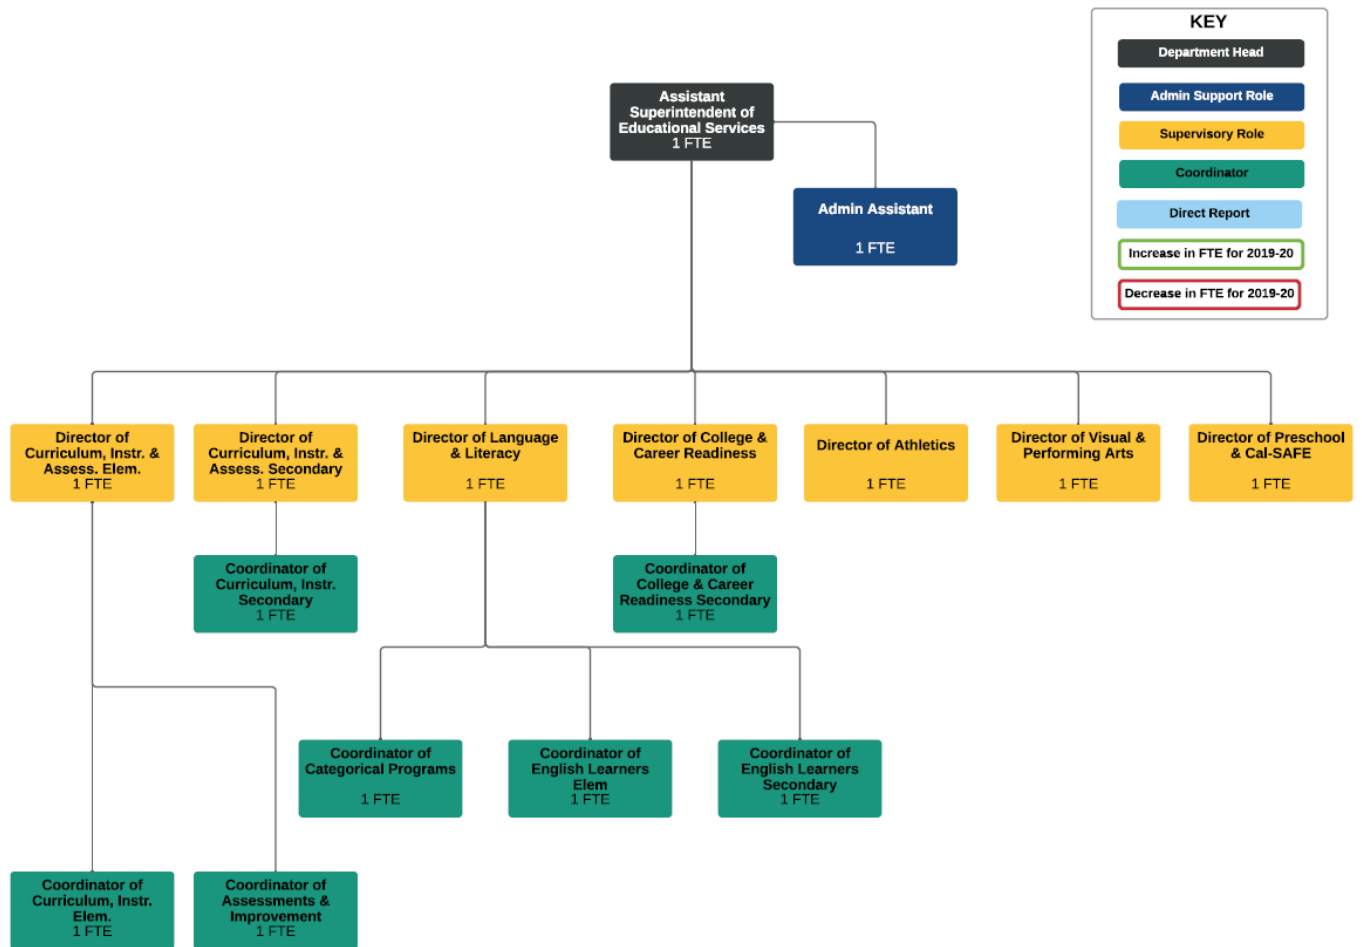 KEY
Department Head
Admin Support Role
Supervisory Role
Coordinator
Direct Report
Increase in FTE for 2019-20
Decrease in FTE for 2019-20
Assistant
Superintendent of
Educational Services
1 FTE
Admin Assistant
1 FTE
Director of
Curriculum, Instr. &
Assess. Elem.
1 FTE
Director of
Curriculum, Instr. &
Assess. Secondary
1 FTE
Director of Language
& Literacy
1 FTE
Director of College &
Career Readiness
1 FTE
Director of Athletics
1 FTE
Director of Visual &
Performing Arts
1 FTE
Director of Preschool
& Cal-SAFE
1 FTE
Coordinator of
Curriculum, Instr.
Secondary
1 FTE
Coordinator of
College & Career
Readiness Secondary
1 FTE
Coordinator of
Categorical Programs
1 FTE
Coordinator of
English Learners
Elem
1 FTE
Coordinator of
English Learners
Secondary
1 FTE
Coordinator of
Curriculum, Instr.
Elem.
1 FTE
Coordinator of
Assessments &
Improvement
1 FTE